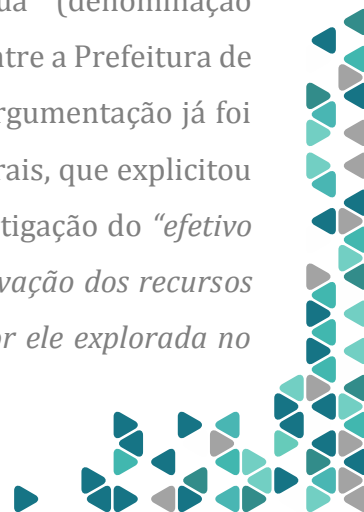 (denominação
ntre a Prefeitura de
rgumentação já foi
rais, que explicitou
tigação do “efetivo
vação dos recursos
or ele explorada no